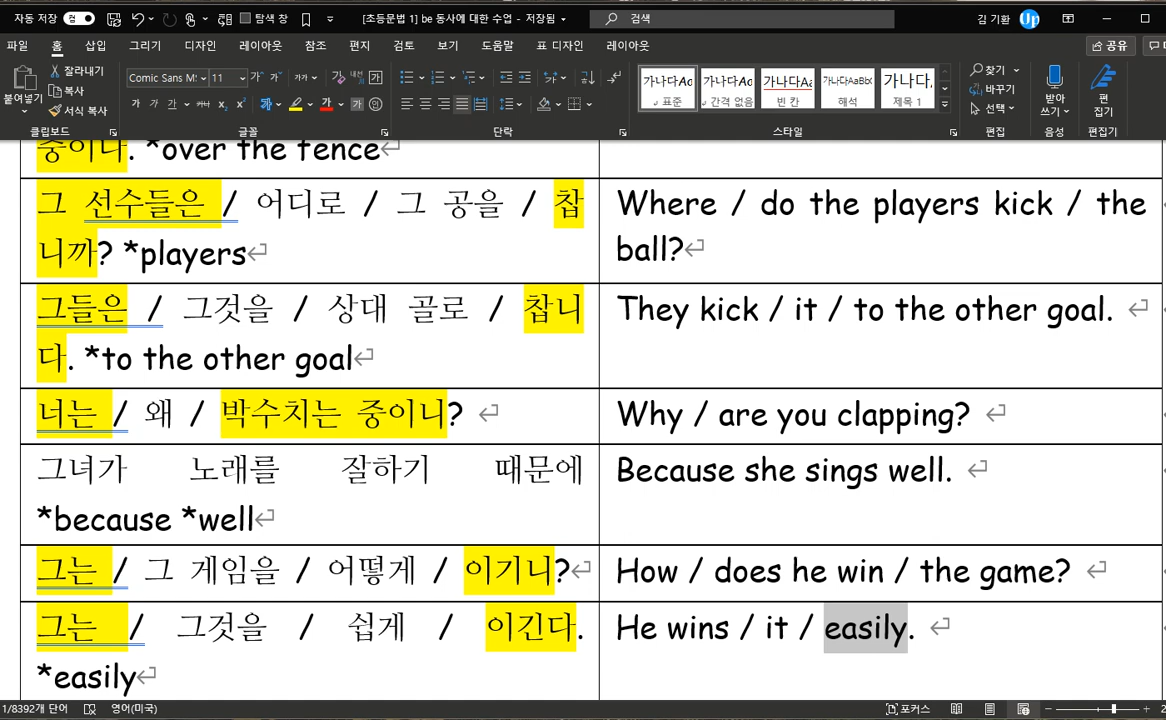 자동 저장 켬 탐색 창 [초등문법 1] be 동사에 대한 수업 - 저장됨 검색 김 기환 Up
파일 홈 삽입 그리기 디자인 레이아웃 참조 편지 검토 보기 도움말 표 디자인 레이아웃 공유
붙여넣기 잘라내기 복사 서식 복사
Comic Sans M 11
가나다Aa 표준 가나다Aa 간격 없음 가나다Aa 빈 칸 가나다AaBb 해석 가나다, 제목 1
찾기 바꾸기 선택 받아쓰기 편집기
클립보드 글꼴 단락 스타일 편집 음성 편집기
중이다. *over the fence
그 선수들은 / 어디로 / 그 공을 / 찹
니까? *players
Where / do the players kick / the
ball?
그들은 / 그것을 / 상대 골로 / 찹니
다. *to the other goal
They kick / it / to the other goal.
너는 / 왜 / 박수치는 중이니?
Why / are you clapping?
그녀가 노래를 잘하기 때문에
*because *well
Because she sings well.
그는 / 그 게임을 / 어떻게 / 이기니?
How / does he win / the game?
그는 / 그것을 / 쉽게 / 이긴다.
*easily
He wins / it / easily.
1/8392개 단어 영어(미국) 포커스